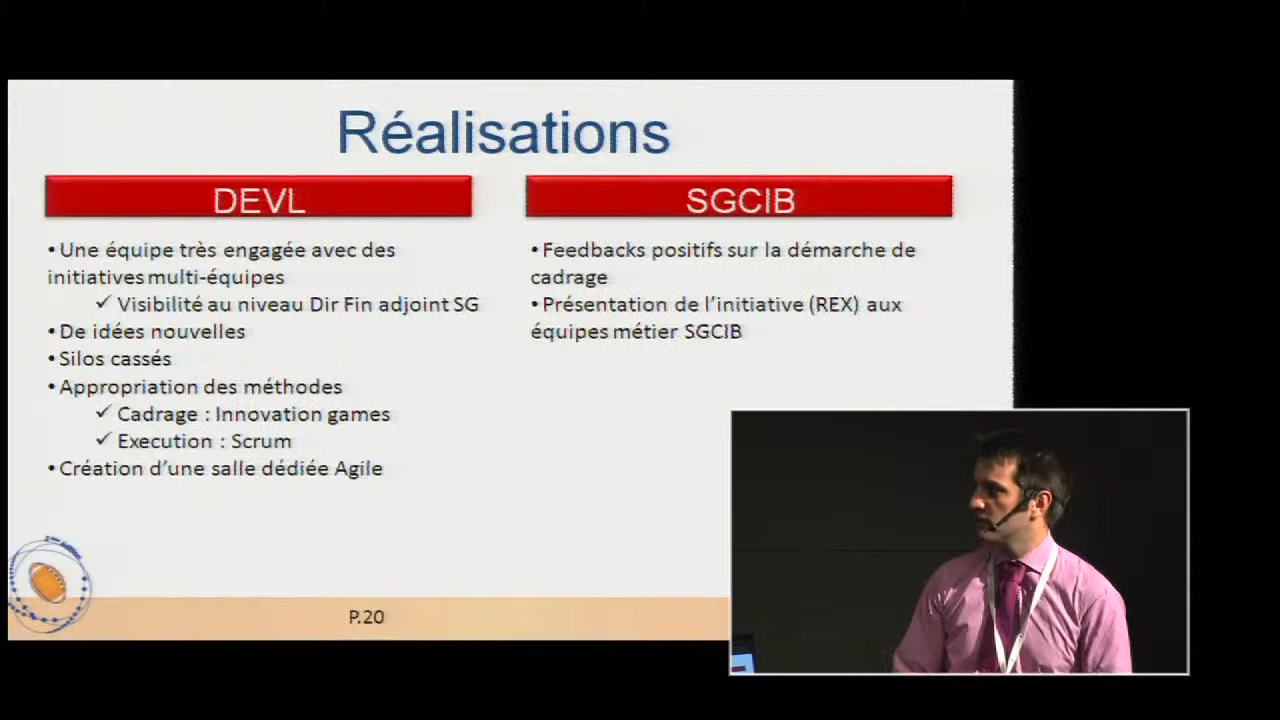 Réalisations
DEVL
• Une équipe très engagée avec des
initiatives multi-équipes
✓ Visibilité au niveau Dir Fin adjoint SG
• De idées nouvelles
• Silos cassés
• Appropriation des méthodes
✓ Cadrage : Innovation games
✓ Execution : Scrum
• Création d’une salle dédiée Agile
SGCIB
• Feedbacks positifs sur la démarche de
cadrage
• Présentation de l’initiative (REX) aux
équipes métier SGCIB
P.20